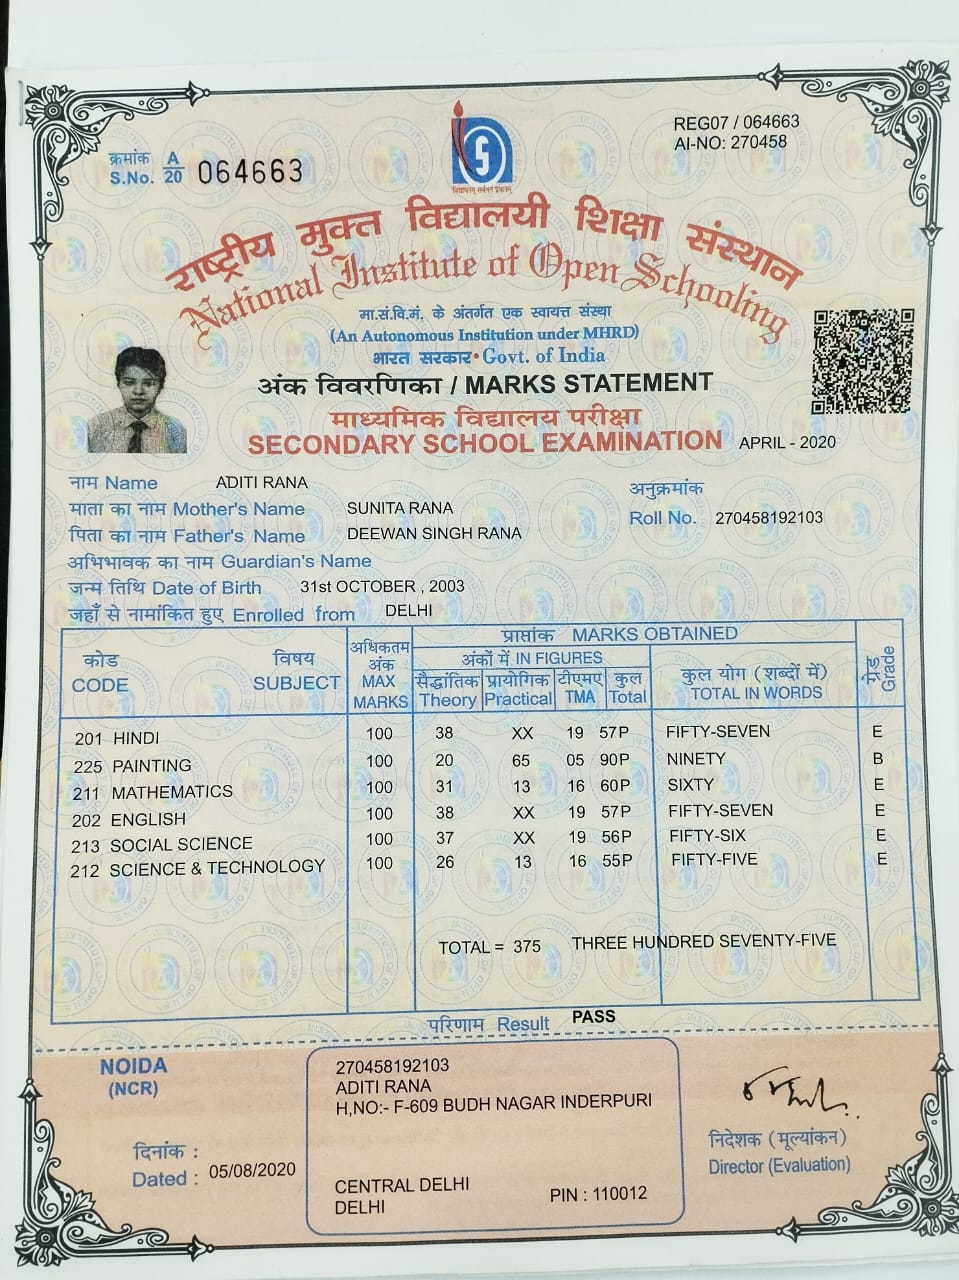 REG07 / 064663
AI-NO: 270458
क्रमांक
S.No. A/20 064663
राष्ट्रीय मुक्त विद्यालयी शिक्षा संस्थान
National Institute of Open Schooling
मा.सं.वि.मं. के अंतर्गत एक स्वायत्त संस्था
(An Autonomous Institution under MHRD)
भारत सरकार • Govt. of India
अंक विवरणिका / MARKS STATEMENT
माध्यमिक विद्यालय परीक्षा
SECONDARY SCHOOL EXAMINATION APRIL - 2020
नाम Name ADITI RANA
अनुक्रमांक
माता का नाम Mother's Name SUNITA RANA
Roll No. 270458192103
पिता का नाम Father's Name DEEWAN SINGH RANA
अभिभावक का नाम Guardian's Name
जन्म तिथि Date of Birth 31st OCTOBER , 2003
जहाँ से नामांकित हुए Enrolled from DELHI
कोड CODE विषय SUBJECT अधिकतम अंक MAX MARKS प्राप्तांक MARKS OBTAINED ग्रेड Grade
अंकों में IN FIGURES कुल योग (शब्दों में) TOTAL IN WORDS
सैद्धांतिक Theory प्रायोगिक Practical टीएमए TMA कुल Total
201 HINDI 100 38 XX 19 57P FIFTY-SEVEN E
225 PAINTING 100 20 65 05 90P NINETY B
211 MATHEMATICS 100 31 13 16 60P SIXTY E
202 ENGLISH 100 38 XX 19 57P FIFTY-SEVEN E
213 SOCIAL SCIENCE 100 37 XX 19 56P FIFTY-SIX E
212 SCIENCE & TECHNOLOGY 100 26 13 16 55P FIFTY-FIVE E
TOTAL = 375 THREE HUNDRED SEVENTY-FIVE
परिणाम Result PASS
NOIDA
(NCR)
दिनांक :
Dated : 05/08/2020
270458192103
ADITI RANA
H,NO:- F-609 BUDH NAGAR INDERPURI
CENTRAL DELHI
DELHI PIN : 110012
निदेशक (मूल्यांकन)
Director (Evaluation)